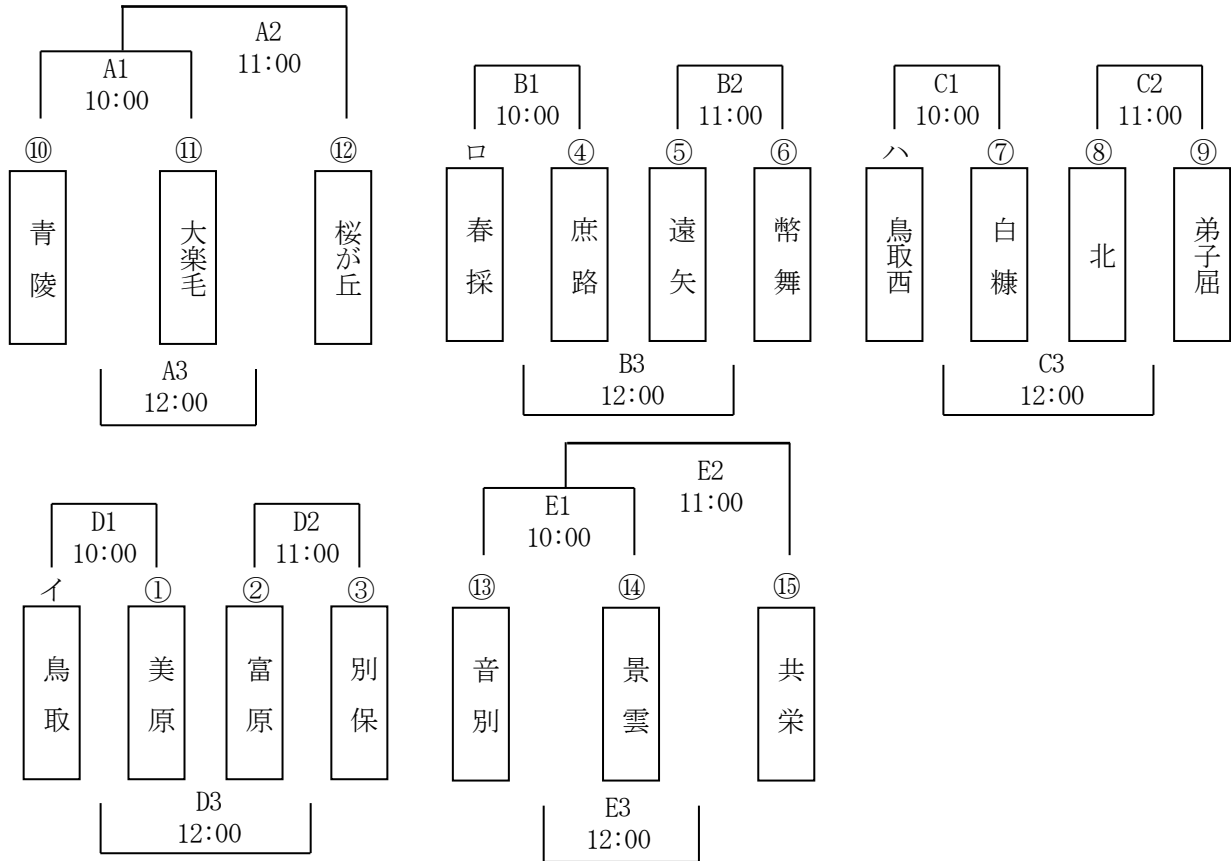 A2
11:00
A1
10:00
⑩
⑪
⑫
青陵
大楽毛
桜が丘
A3
12:00
B1
10:00
B2
11:00
ロ
④
⑤
⑥
春採
庶路
遠矢
幣舞
B3
12:00
C1
10:00
C2
11:00
ハ
⑦
⑧
⑨
鳥取西
白糠
北
弟子屈
C3
12:00
D1
10:00
D2
11:00
イ
①
②
③
鳥取
美原
富原
別保
D3
12:00
E2
11:00
E1
10:00
⑬
⑭
⑮
音別
景雲
共栄
E3
12:00